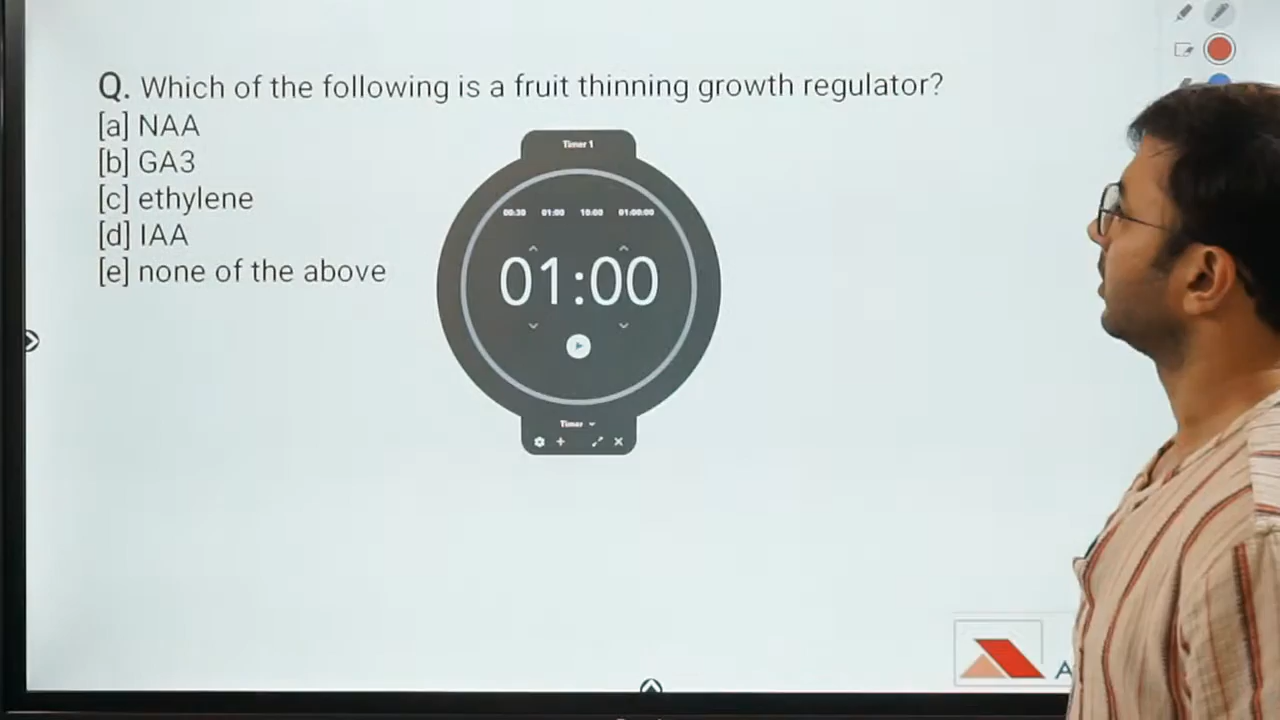 Q. Which of the following is a fruit thinning growth regulator?
[a] NAA
[b] GA3
[c] ethylene
[d] IAA
[e] none of the above
Timer 1
00:30 01:00 10:00 01:00:00
01:00
Timer
A